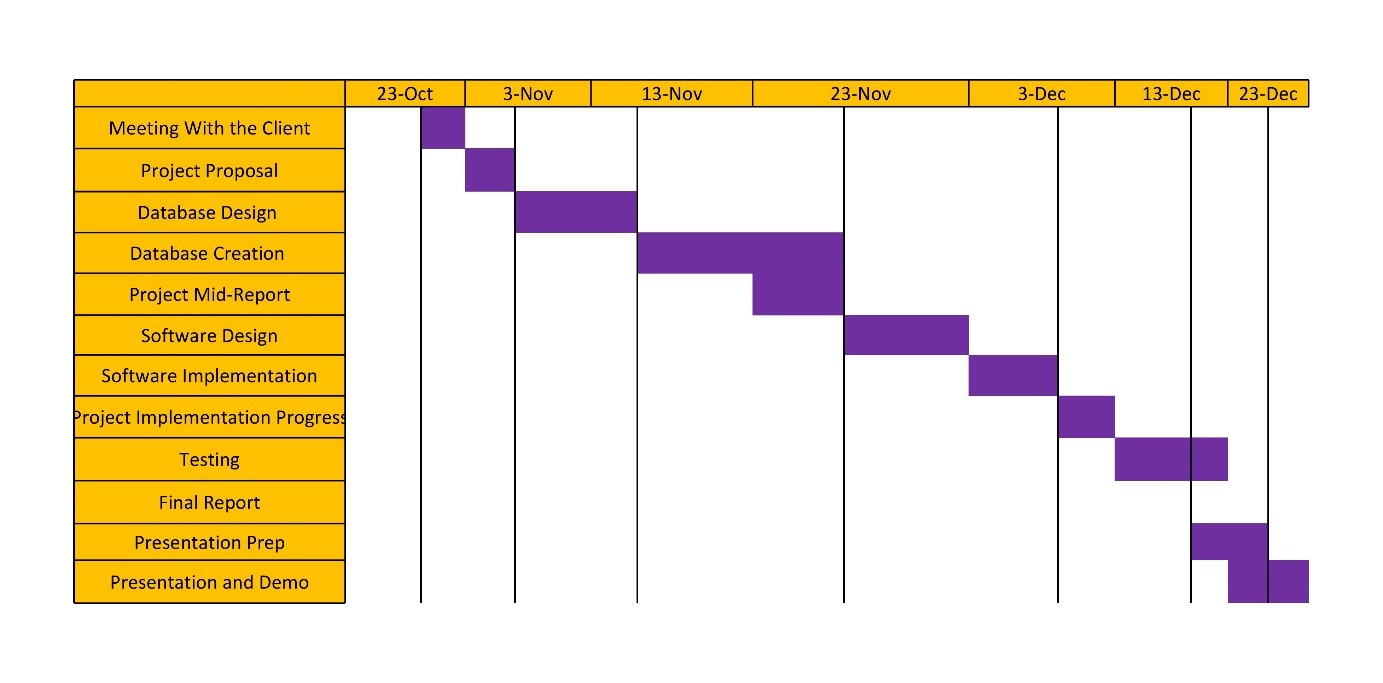 23-Oct 3-Nov 13-Nov 23-Nov 3-Dec 13-Dec 23-Dec
Meeting With the Client
Project Proposal
Database Design
Database Creation
Project Mid-Report
Software Design
Software Implementation
Project Implementation Progress
Testing
Final Report
Presentation Prep
Presentation and Demo